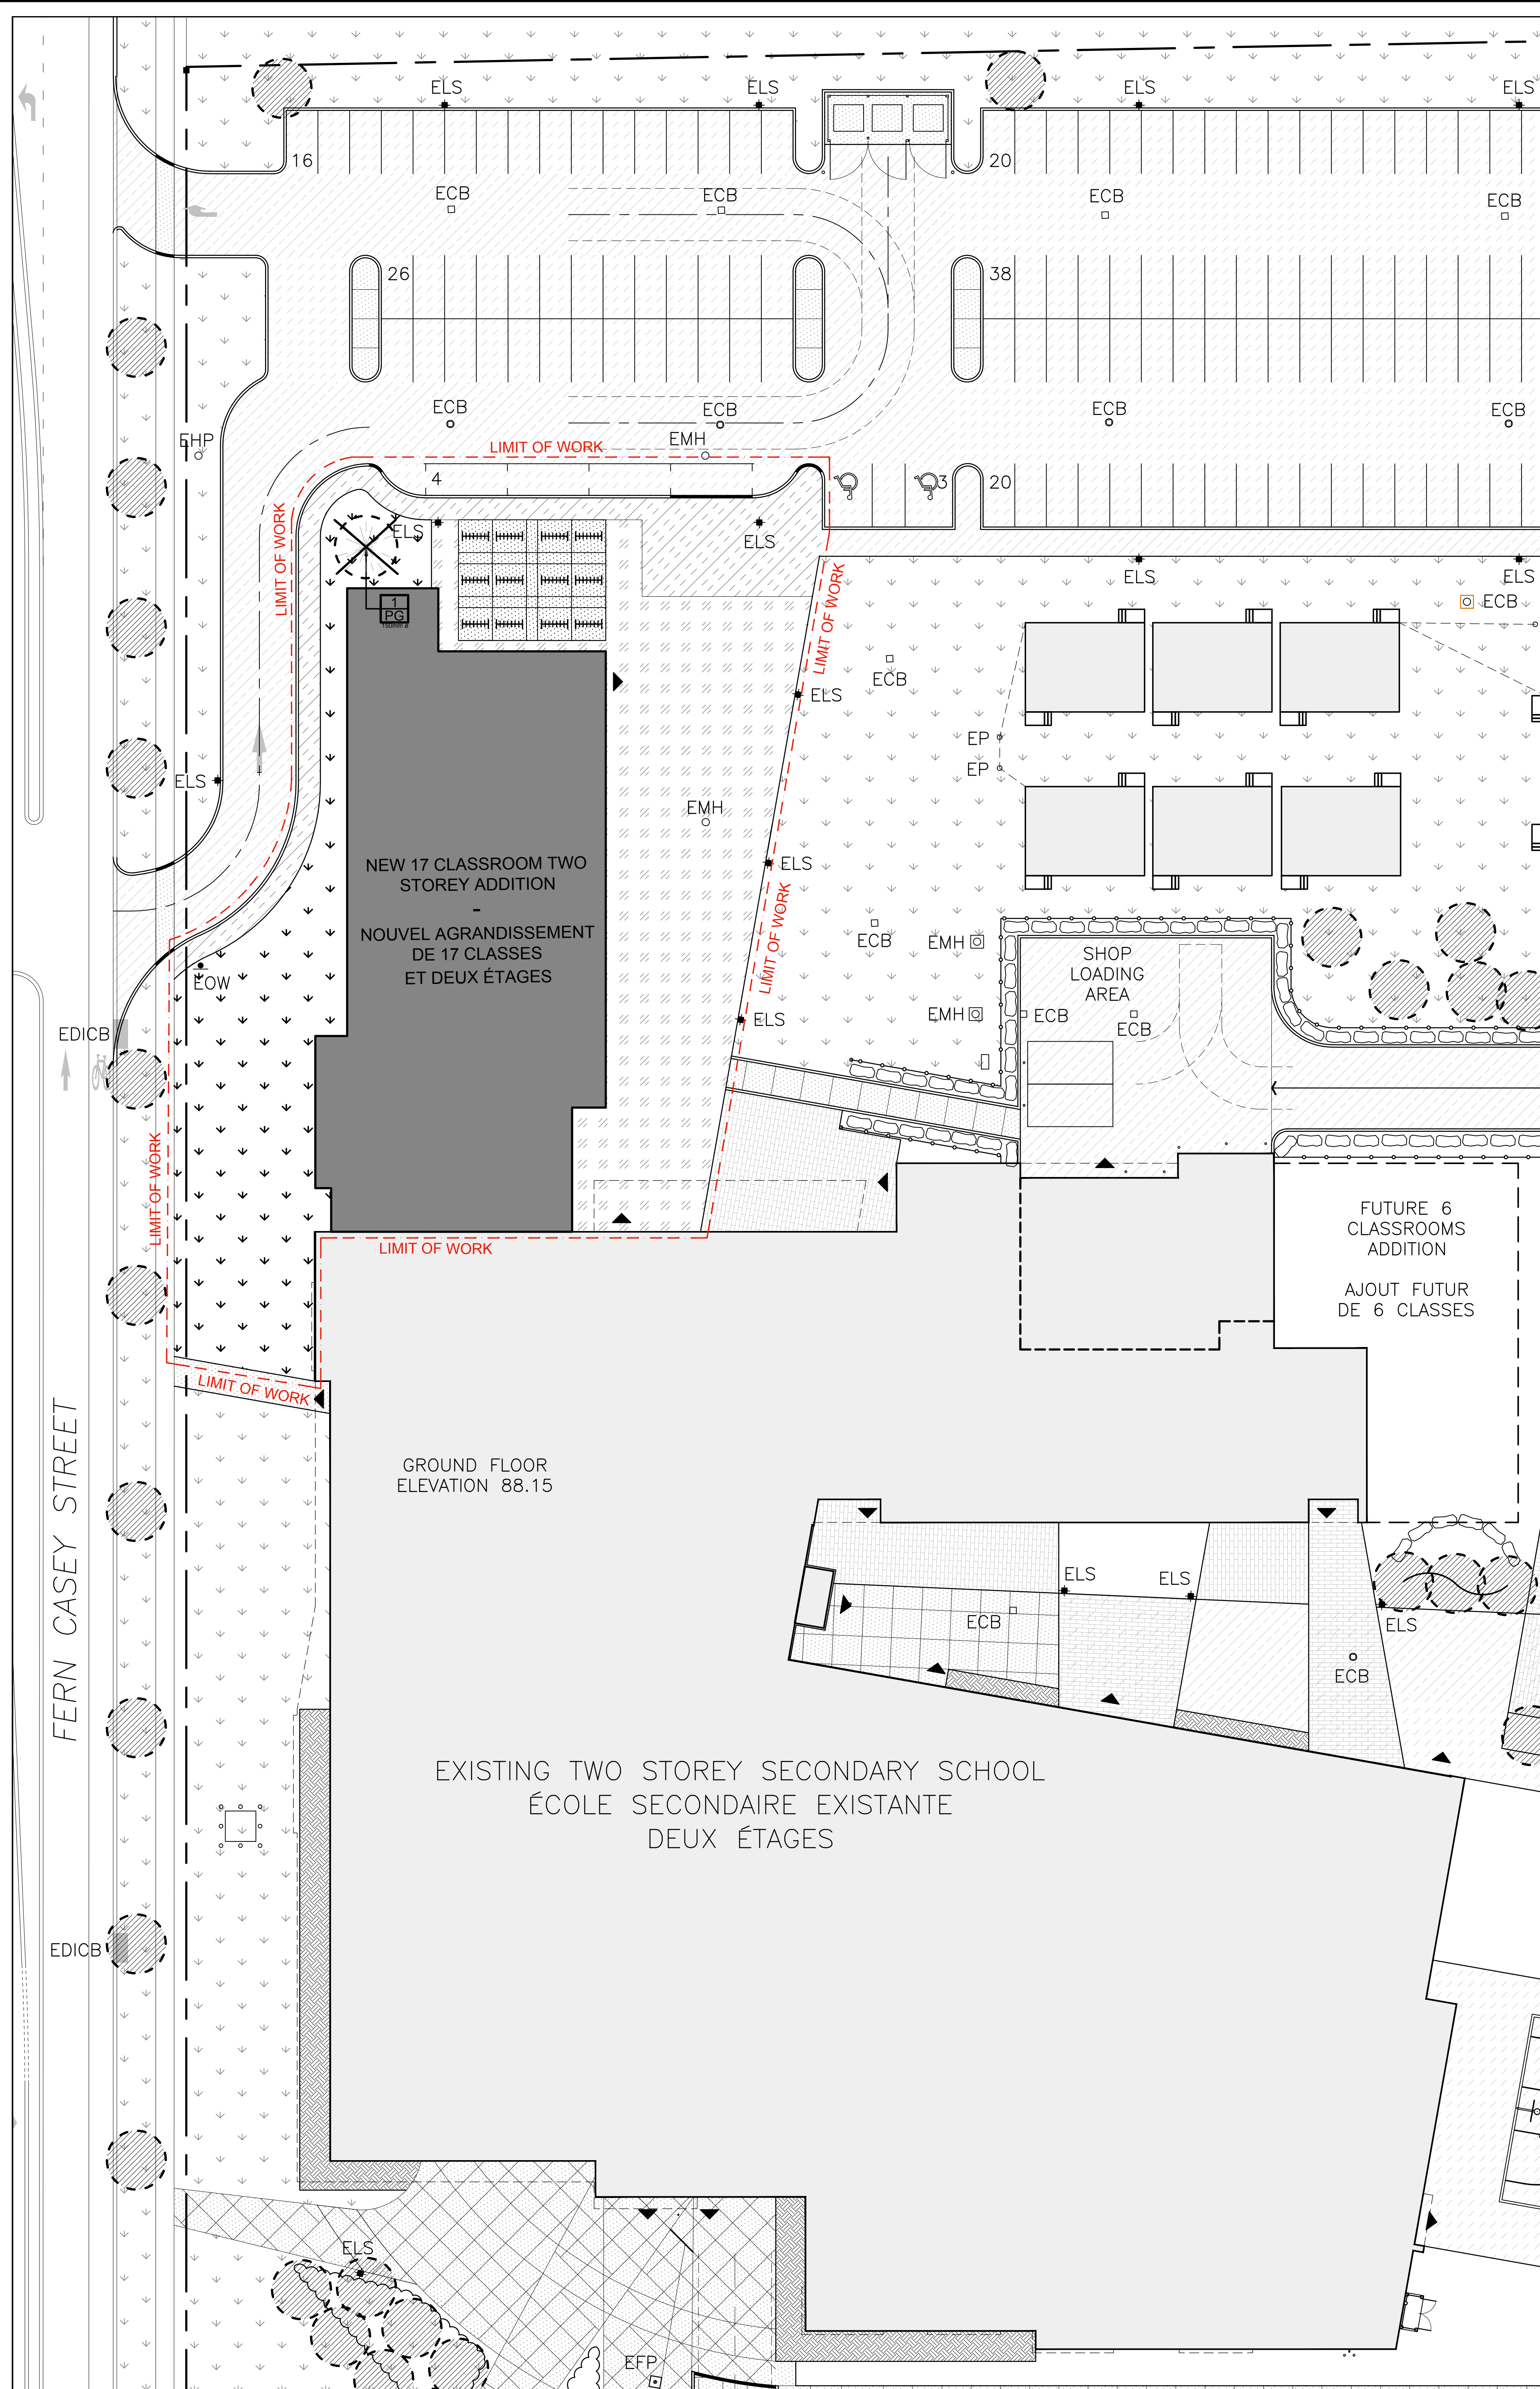 ELS
ELS
ELS
ELS
16
20
ECB
ECB
ECB
ECB
26
38
ECB
ECB
ECB
ECB
EHP
EMH
LIMIT OF WORK
4
3
20
LIMIT OF WORK
ELS
ELS
ELS
ELS
1
PG
150mm ø
LIMIT OF WORK
ECB
ECB
ELS
EP
EP
ELS
EMH
NEW 17 CLASSROOM TWO
STOREY ADDITION
-
NOUVEL AGRANDISSEMENT
DE 17 CLASSES
ET DEUX ÉTAGES
ELS
LIMIT OF WORK
ECB
EMH
SHOP
LOADING
AREA
EOW
EMH
ECB
ECB
ELS
EDICB
LIMIT OF WORK
LIMIT OF WORK
FUTURE 6
CLASSROOMS
ADDITION
AJOUT FUTUR
DE 6 CLASSES
LIMIT OF WORK
FERN CASEY STREET
GROUND FLOOR
ELEVATION 88.15
ELS
ELS
ECB
ELS
ECB
EXISTING TWO STOREY SECONDARY SCHOOL
ÉCOLE SECONDAIRE EXISTANTE
DEUX ÉTAGES
EDICB
ELS
EFP